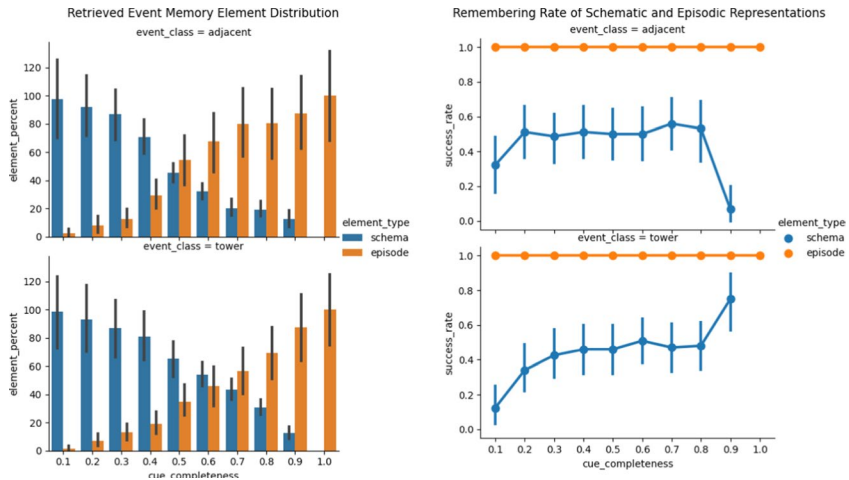 Retrieved Event Memory Element Distribution
event_class = adjacent
120
100
80
60
40
20
0
element_percent
event_class = tower
120
100
80
60
40
20
0
element_percent
0.1 0.2 0.3 0.4 0.5 0.6 0.7 0.8 0.9 1.0
cue_completeness
element_type
schema
episode
Remembering Rate of Schematic and Episodic Representations
event_class = adjacent
1.0
0.8
0.6
0.4
0.2
0.0
success_rate
event_class = tower
1.0
0.8
0.6
0.4
0.2
0.0
success_rate
0.1 0.2 0.3 0.4 0.5 0.6 0.7 0.8 0.9 1.0
cue_completeness
element_type
schema
episode